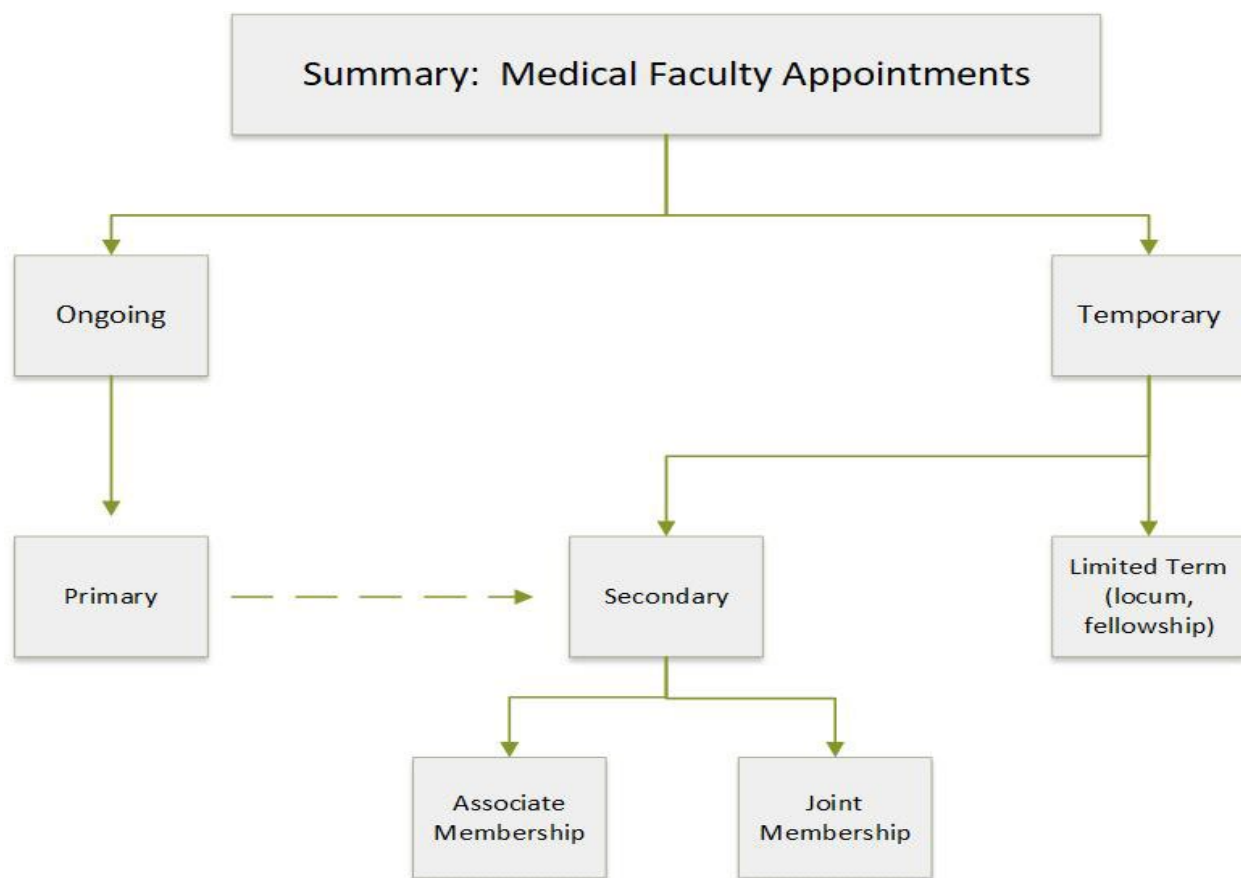 Summary:  Medical Faculty Appointments
Ongoing
Temporary
Primary
Secondary
Limited Term
(locum,
fellowship)
Associate
Membership
Joint
Membership